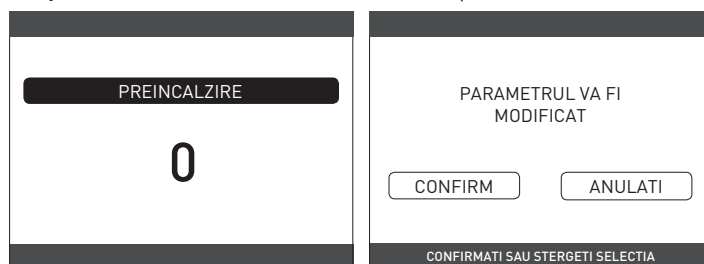 PREINCALZIRE
0
PARAMETRUL VA FI
MODIFICAT
CONFIRM
ANULATI
CONFIRMATI SAU STERGETI SELECTIA